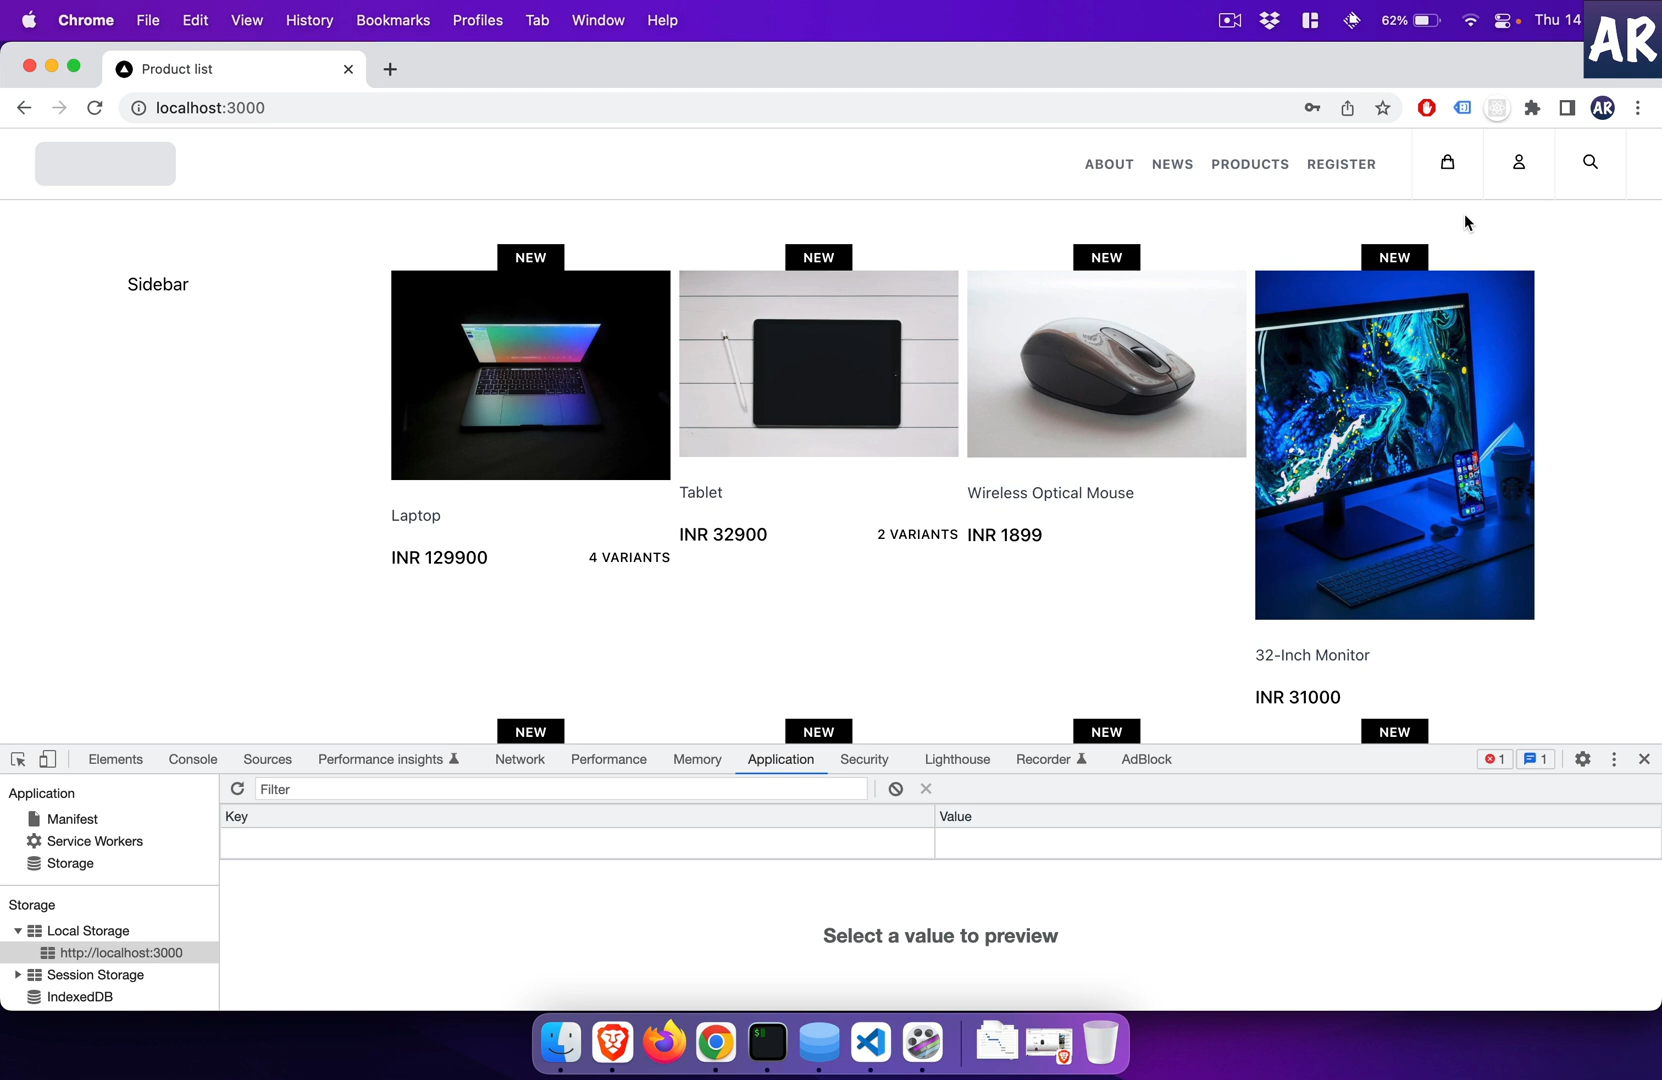 Chrome File Edit View History Bookmarks Profiles Tab Window Help 62% Thu 14
AR
Product list
localhost:3000
AR
ABOUT NEWS PRODUCTS REGISTER
Sidebar
NEW NEW NEW NEW
Laptop
INR 129900 4 VARIANTS
Tablet
INR 32900 2 VARIANTS
Wireless Optical Mouse
INR 1899
32-Inch Monitor
INR 31000
NEW NEW NEW NEW
Elements Console Sources Performance insights Network Performance Memory Application Security Lighthouse Recorder AdBlock 1 1
Application
Manifest
Service Workers
Storage
Storage
Local Storage
http://localhost:3000
Session Storage
IndexedDB
Filter
Key Value
Select a value to preview